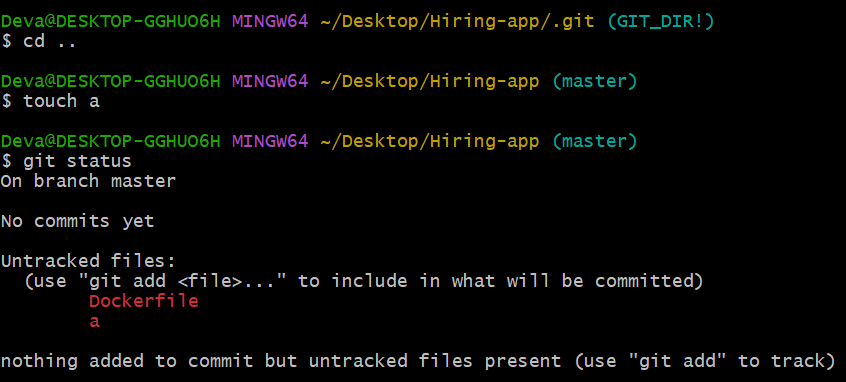 Deva@DESKTOP-GGHUO6H MINGW64 ~/Desktop/Hiring-app/.git (GIT_DIR!)
$ cd ..
Deva@DESKTOP-GGHUO6H MINGW64 ~/Desktop/Hiring-app (master)
$ touch a
Deva@DESKTOP-GGHUO6H MINGW64 ~/Desktop/Hiring-app (master)
$ git status
On branch master
No commits yet
Untracked files:
(use "git add <file>..." to include in what will be committed)
Dockerfile
a
nothing added to commit but untracked files present (use "git add" to track)